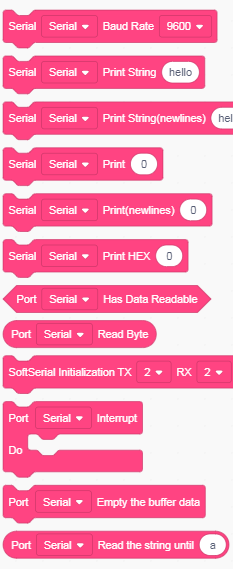 Serial Serial Baud Rate 9600
Serial Serial Print String hello
Serial Serial Print String(newlines) hel
Serial Serial Print 0
Serial Serial Print(newlines) 0
Serial Serial Print HEX 0
Port Serial Has Data Readable
Port Serial Read Byte
SoftSerial Initialization TX 2 RX 2
Port Serial Interrupt
Do
Port Serial Empty the buffer data
Port Serial Read the string until a